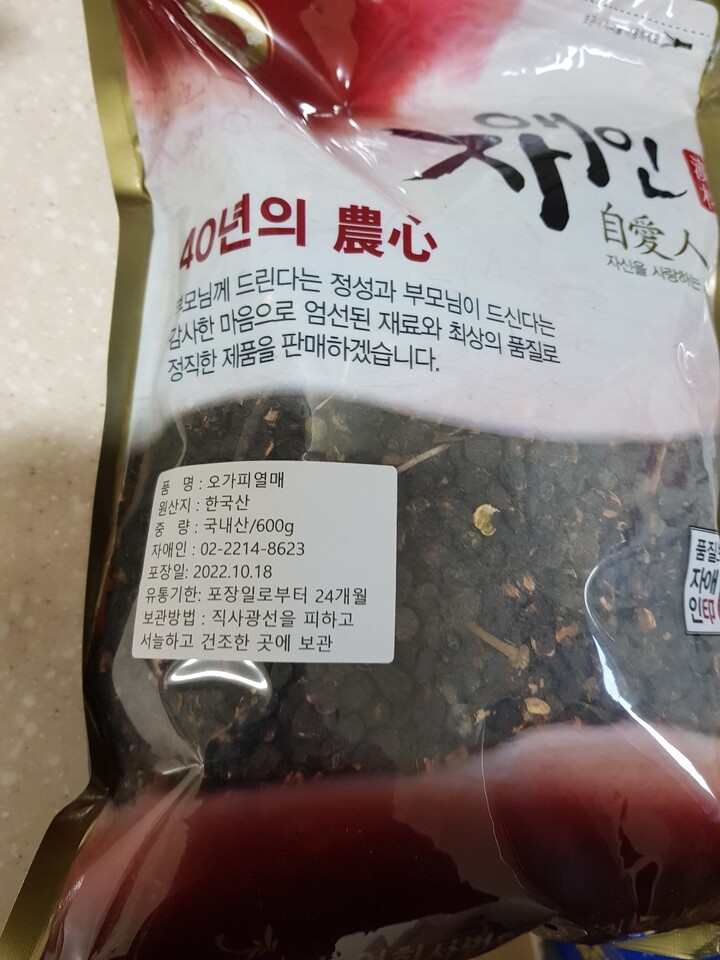 자애인
自愛人
자신을 사랑하는
40년의 農心
부모님께 드린다는 정성과 부모님이 드신다는
감사한 마음으로 엄선된 재료와 최상의 품질로
정직한 제품을 판매하겠습니다.
품 명 : 오가피열매
원산지 : 한국산
중 량 : 국내산/600g
자애인 : 02-2214-8623
포장일: 2022.10.18
유통기한: 포장일로부터 24개월
보관방법 : 직사광선을 피하고
서늘하고 건조한 곳에 보관
자애
인印